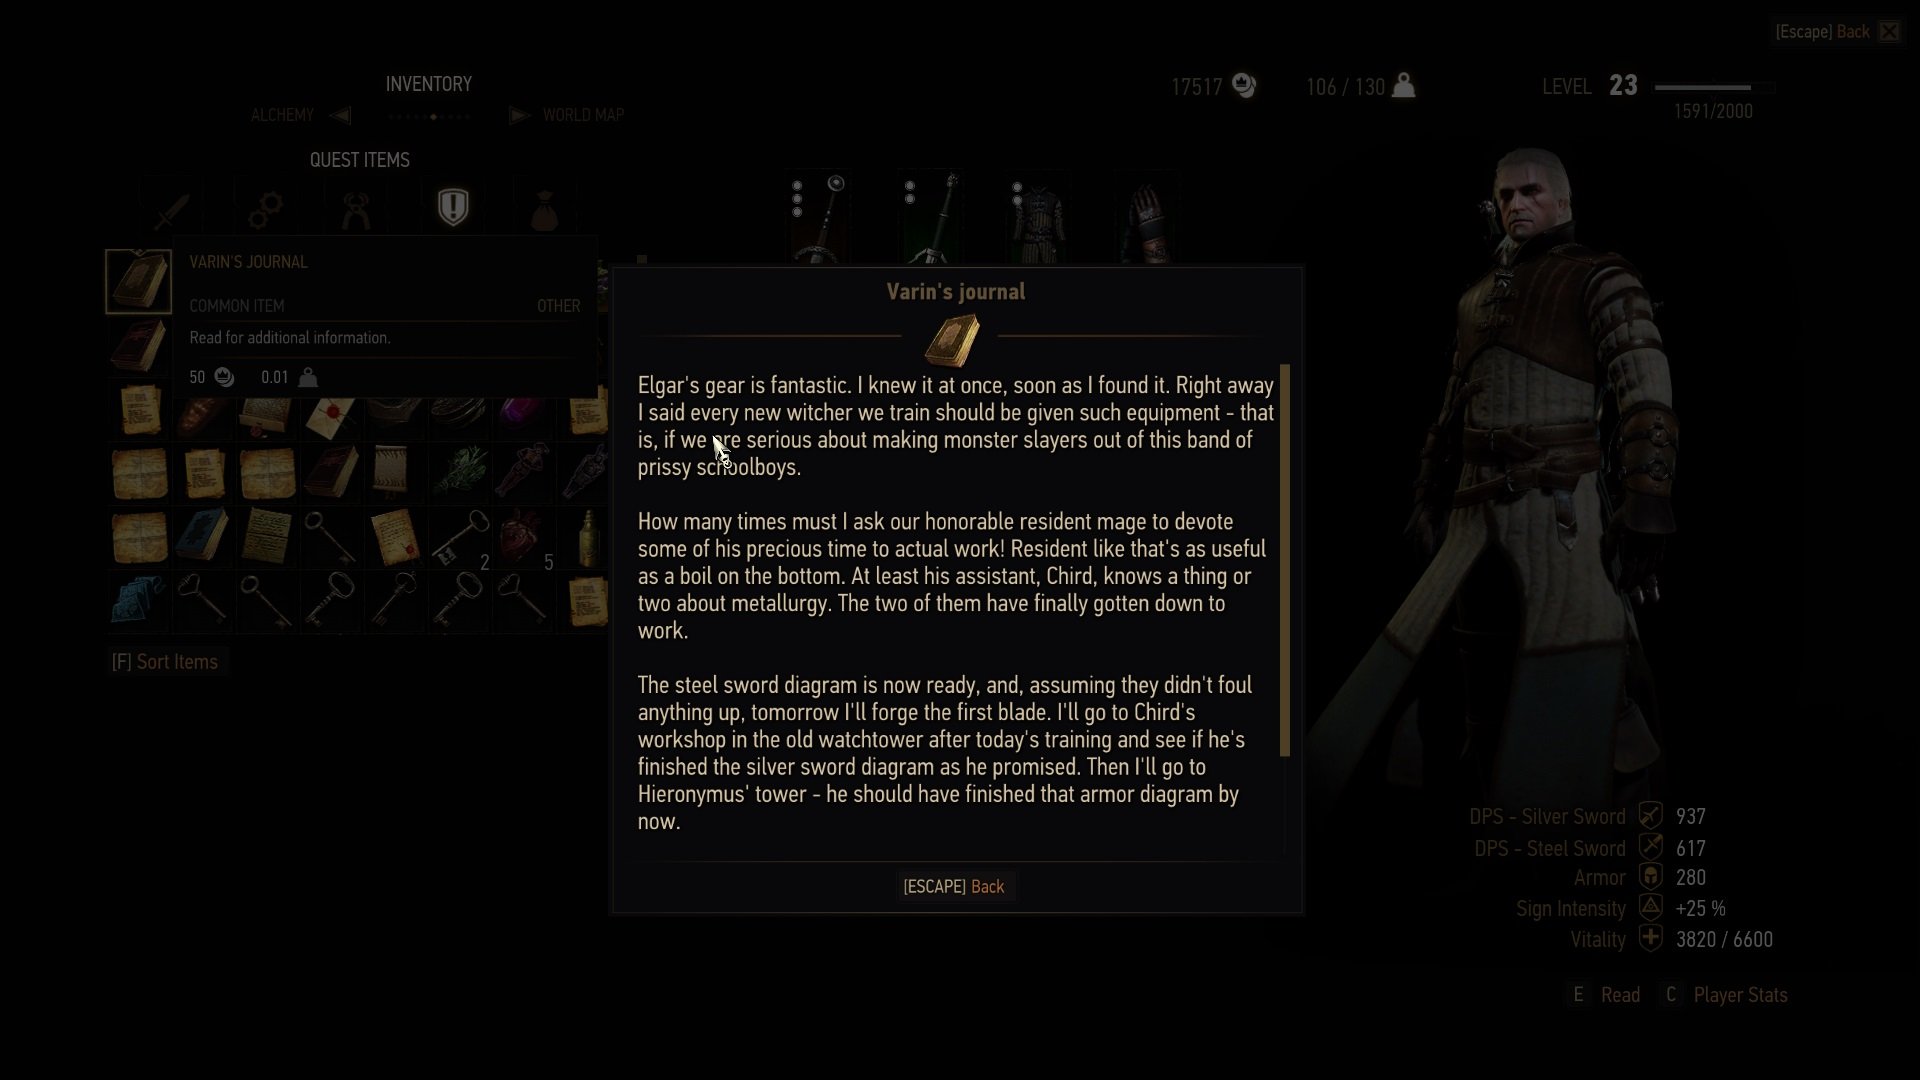 [Escape] Back
INVENTORY
ALCHEMY
WORLD MAP
17517
106 / 130
LEVEL 23
1591/2000
QUEST ITEMS
VARIN'S JOURNAL
COMMON ITEM
OTHER
Read for additional information.
50
0.01
2
5
[F] Sort Items
Varin's journal
Elgar's gear is fantastic. I knew it at once, soon as I found it. Right away
I said every new witcher we train should be given such equipment - that
is, if we are serious about making monster slayers out of this band of
prissy schoolboys.
How many times must I ask our honorable resident mage to devote
some of his precious time to actual work! Resident like that's as useful
as a boil on the bottom. At least his assistant, Chird, knows a thing or
two about metallurgy. The two of them have finally gotten down to
work.
The steel sword diagram is now ready, and, assuming they didn't foul
anything up, tomorrow I'll forge the first blade. I'll go to Chird's
workshop in the old watchtower after today's training and see if he's
finished the silver sword diagram as he promised. Then I'll go to
Hieronymus' tower - he should have finished that armor diagram by
now.
[ESCAPE] Back
DPS - Silver Sword 937
DPS - Steel Sword 617
Armor 280
Sign Intensity +25 %
Vitality 3820 / 6600
E Read C Player Stats